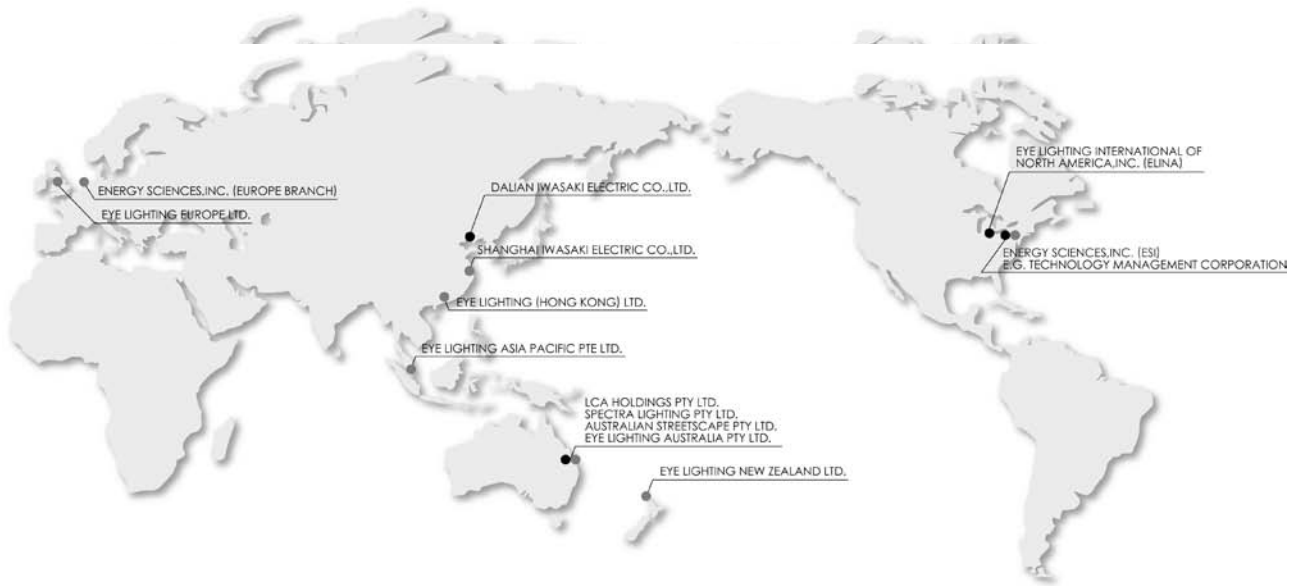 EYE LIGHTING INTERNATIONAL OF
NORTH AMERICA,INC. (ELINA)
ENERGY SCIENCES,INC. (EUROPE BRANCH)
DALIAN IWASAKI ELECTRIC CO.,LTD.
EYE LIGHTING EUROPE LTD.
SHANGHAI IWASAKI ELECTRIC CO.,LTD.
ENERGY SCIENCES,INC. (ESI)
E.G. TECHNOLOGY MANAGEMENT CORPORATION
EYE LIGHTING (HONG KONG) LTD.
EYE LIGHTING ASIA PACIFIC PTE LTD.
LCA HOLDINGS PTY LTD.
SPECTRA LIGHTING PTY LTD.
AUSTRALIAN STREETSCAPE PTY LTD.
EYE LIGHTING AUSTRALIA PTY LTD.
EYE LIGHTING NEW ZEALAND LTD.